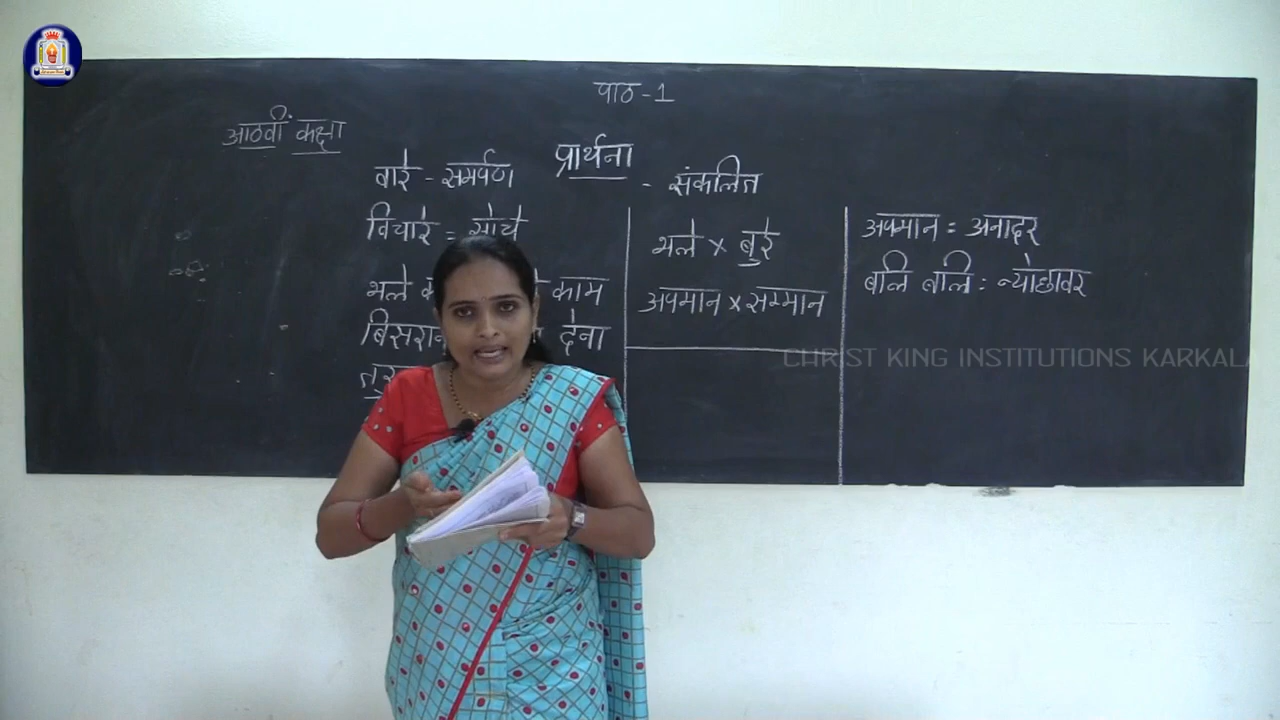 पाठ - 1
आठवीं कक्षा
प्रार्थना
- संकलित
वारे - समर्पण
विचारे = सोचे
भले काम
देना
भले × बुरे
अपमान × सम्मान
अपमान = अनादर
बलि बलि : न्योछावर
CHRIST KING INSTITUTIONS KARKALA